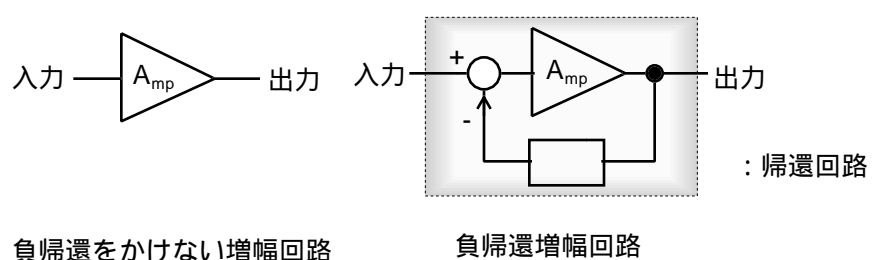 入力 Amp 出力
入力 + Amp 出力
-
：帰還回路
負帰還をかけない増幅回路
負帰還増幅回路